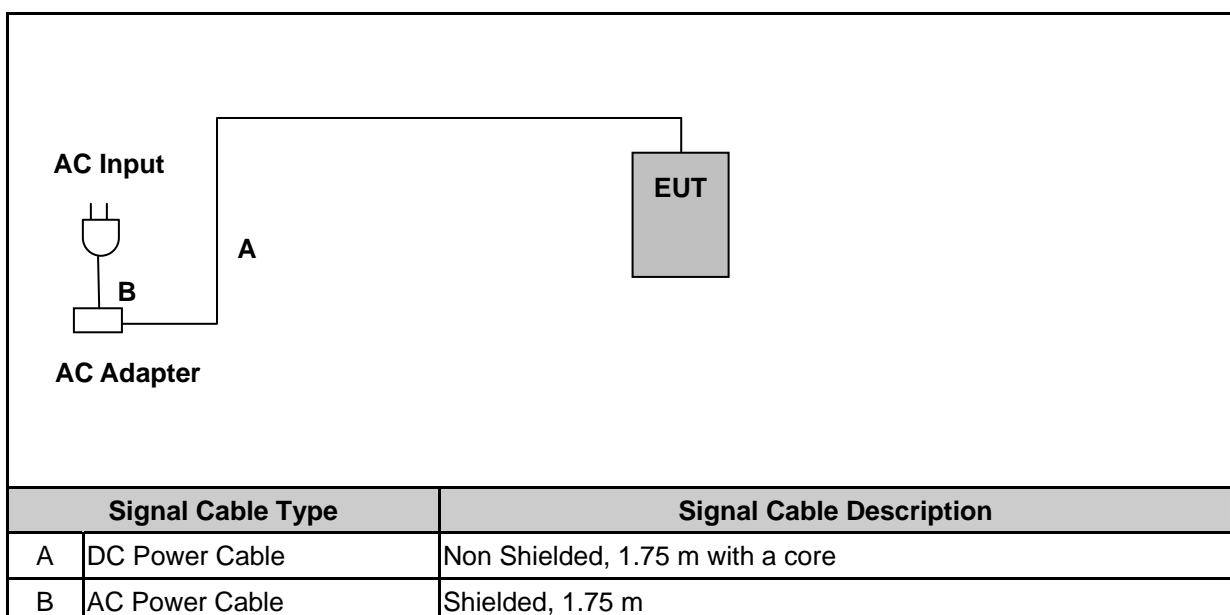 AC Input
EUT
A
B
AC Adapter
Signal Cable Type Signal Cable Description
A DC Power Cable Non Shielded, 1.75 m with a core
B AC Power Cable Shielded, 1.75 m